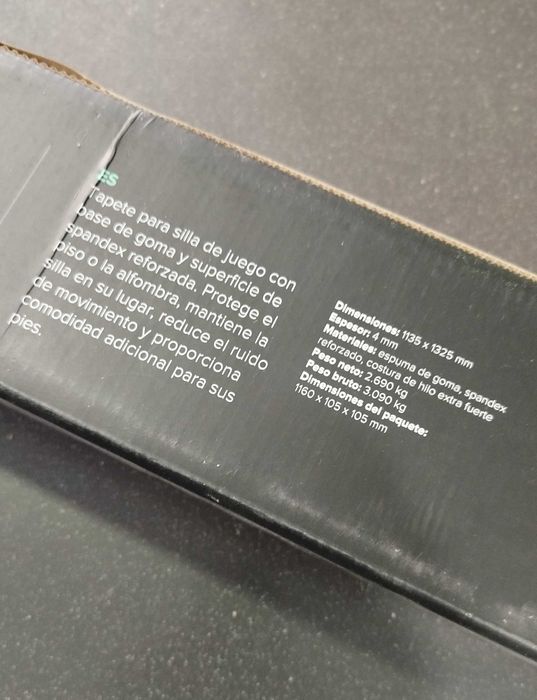 ES
Tapete para silla de juego con
base de goma y superficie de
spandex reforzada. Protege el
piso o la alfombra, mantiene la
silla en su lugar, reduce el ruido
de movimiento y proporciona
comodidad adicional para sus
pies.
Dimensiones: 1135 x 1325 mm
Espesor: 4 mm
Materiales: espuma de goma, spandex
reforzado, costura de hilo extra fuerte
Peso neto: 2.690 kg
Peso bruto: 3.090 kg
Dimensiones del paquete:
1160 x 105 x 105 mm